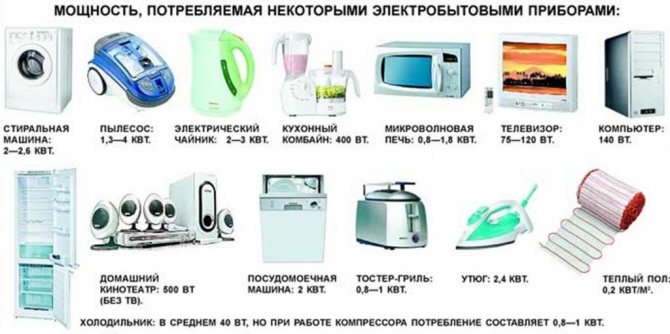 МОЩНОСТЬ, ПОТРЕБЛЯЕМАЯ НЕКОТОРЫМИ ЭЛЕКТРОБЫТОВЫМИ ПРИБОРАМИ:
СТИРАЛЬНАЯ
МАШИНА:
2—2,6 КВТ.
ПЫЛЕСОС:
1,3—4 КВТ.
ЭЛЕКТРИЧЕСКИЙ
ЧАЙНИК: 2—3 КВТ.
КУХОННЫЙ
КОМБАЙН: 400 ВТ.
МИКРОВОЛНОВАЯ
ПЕЧЬ: 0,8—1,8 КВТ.
ТЕЛЕВИЗОР:
75—120 ВТ.
КОМПЬЮТЕР:
140 ВТ.
ДОМАШНИЙ
КИНОТЕАТР: 500 ВТ
(БЕЗ ТВ).
ПОСУДОМОЕЧНАЯ
МАШИНА: 2 КВТ.
ТОСТЕР-ГРИЛЬ:
0,8—1 КВТ.
УТЮГ: 2,4 КВТ.
ТЕПЛЫЙ ПОЛ:
0,2 КВТ/М².
ХОЛОДИЛЬНИК: В СРЕДНЕМ 40 ВТ, НО ПРИ РАБОТЕ КОМПРЕССОРА ПОТРЕБЛЕНИЕ СОСТАВЛЯЕТ 0,8—1 КВТ.